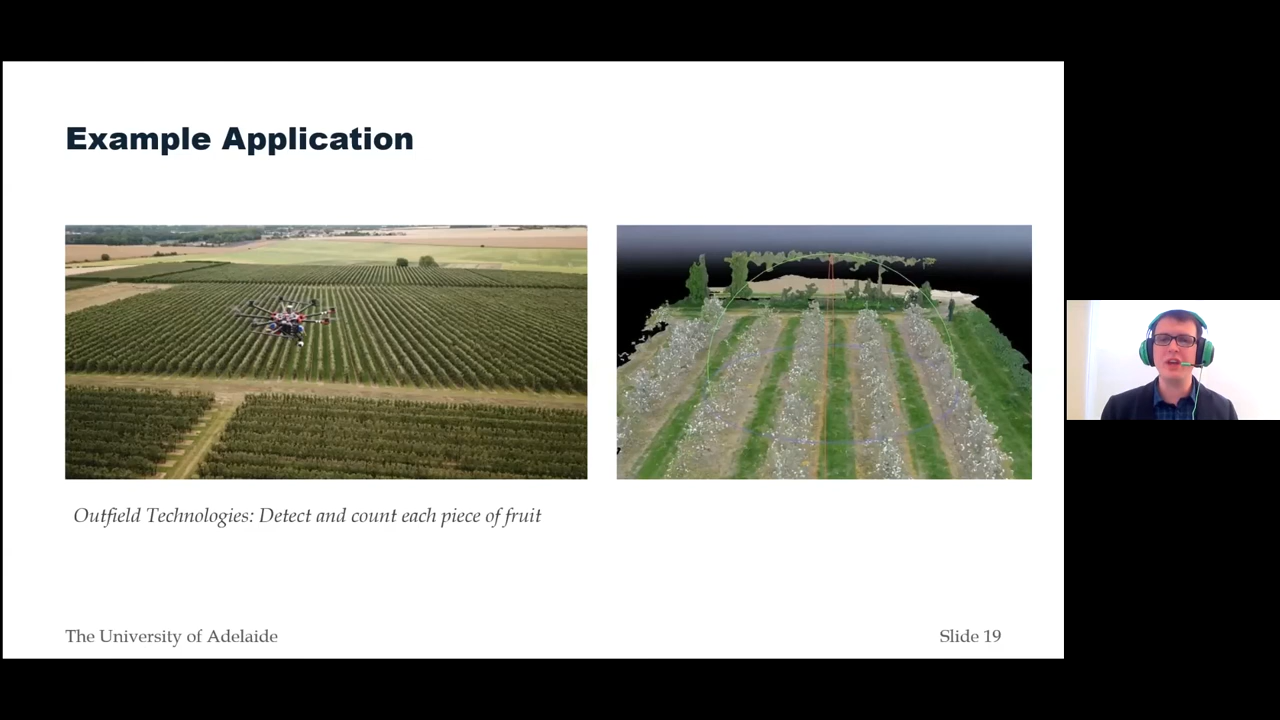 Example Application
Outfield Technologies: Detect and count each piece of fruit
The University of Adelaide
Slide 19